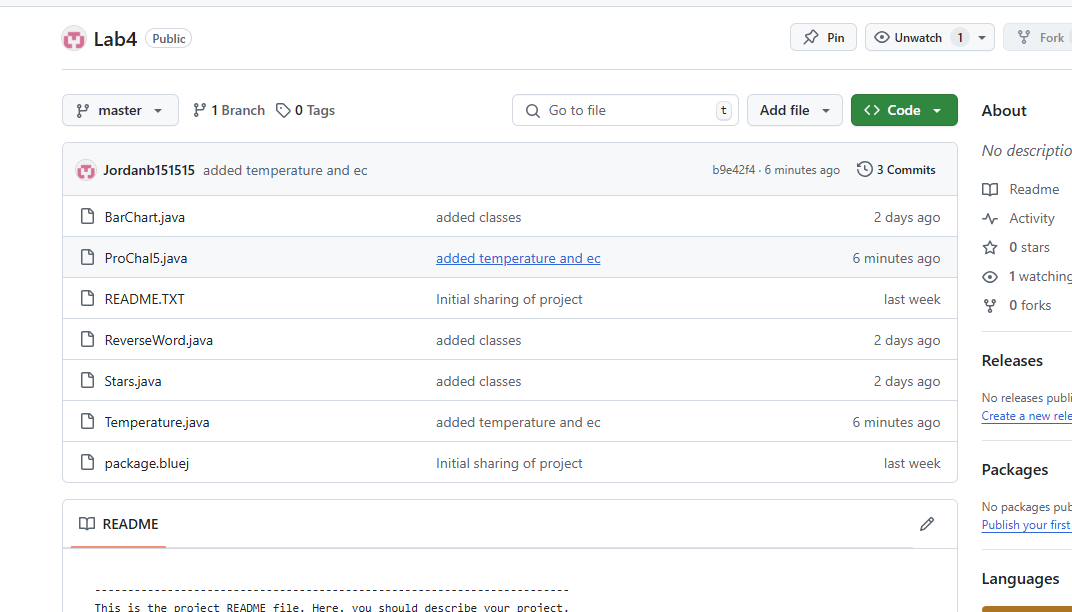 Lab4 Public Pin Unwatch 1 Fork
master 1 Branch 0 Tags Go to file t Add file Code
Jordanb151515 added temperature and ec b9e42f4 · 6 minutes ago 3 Commits
BarChart.java added classes 2 days ago
ProChal5.java added temperature and ec 6 minutes ago
README.TXT Initial sharing of project last week
ReverseWord.java added classes 2 days ago
Stars.java added classes 2 days ago
Temperature.java added temperature and ec 6 minutes ago
package.bluej Initial sharing of project last week
README
------------------------------------------------------------------------
This is the project README file. Here, you should describe your project.
About
No descriptio
Readme
Activity
0 stars
1 watching
0 forks
Releases
No releases publi
Create a new rele
Packages
No packages pub
Publish your first
Languages